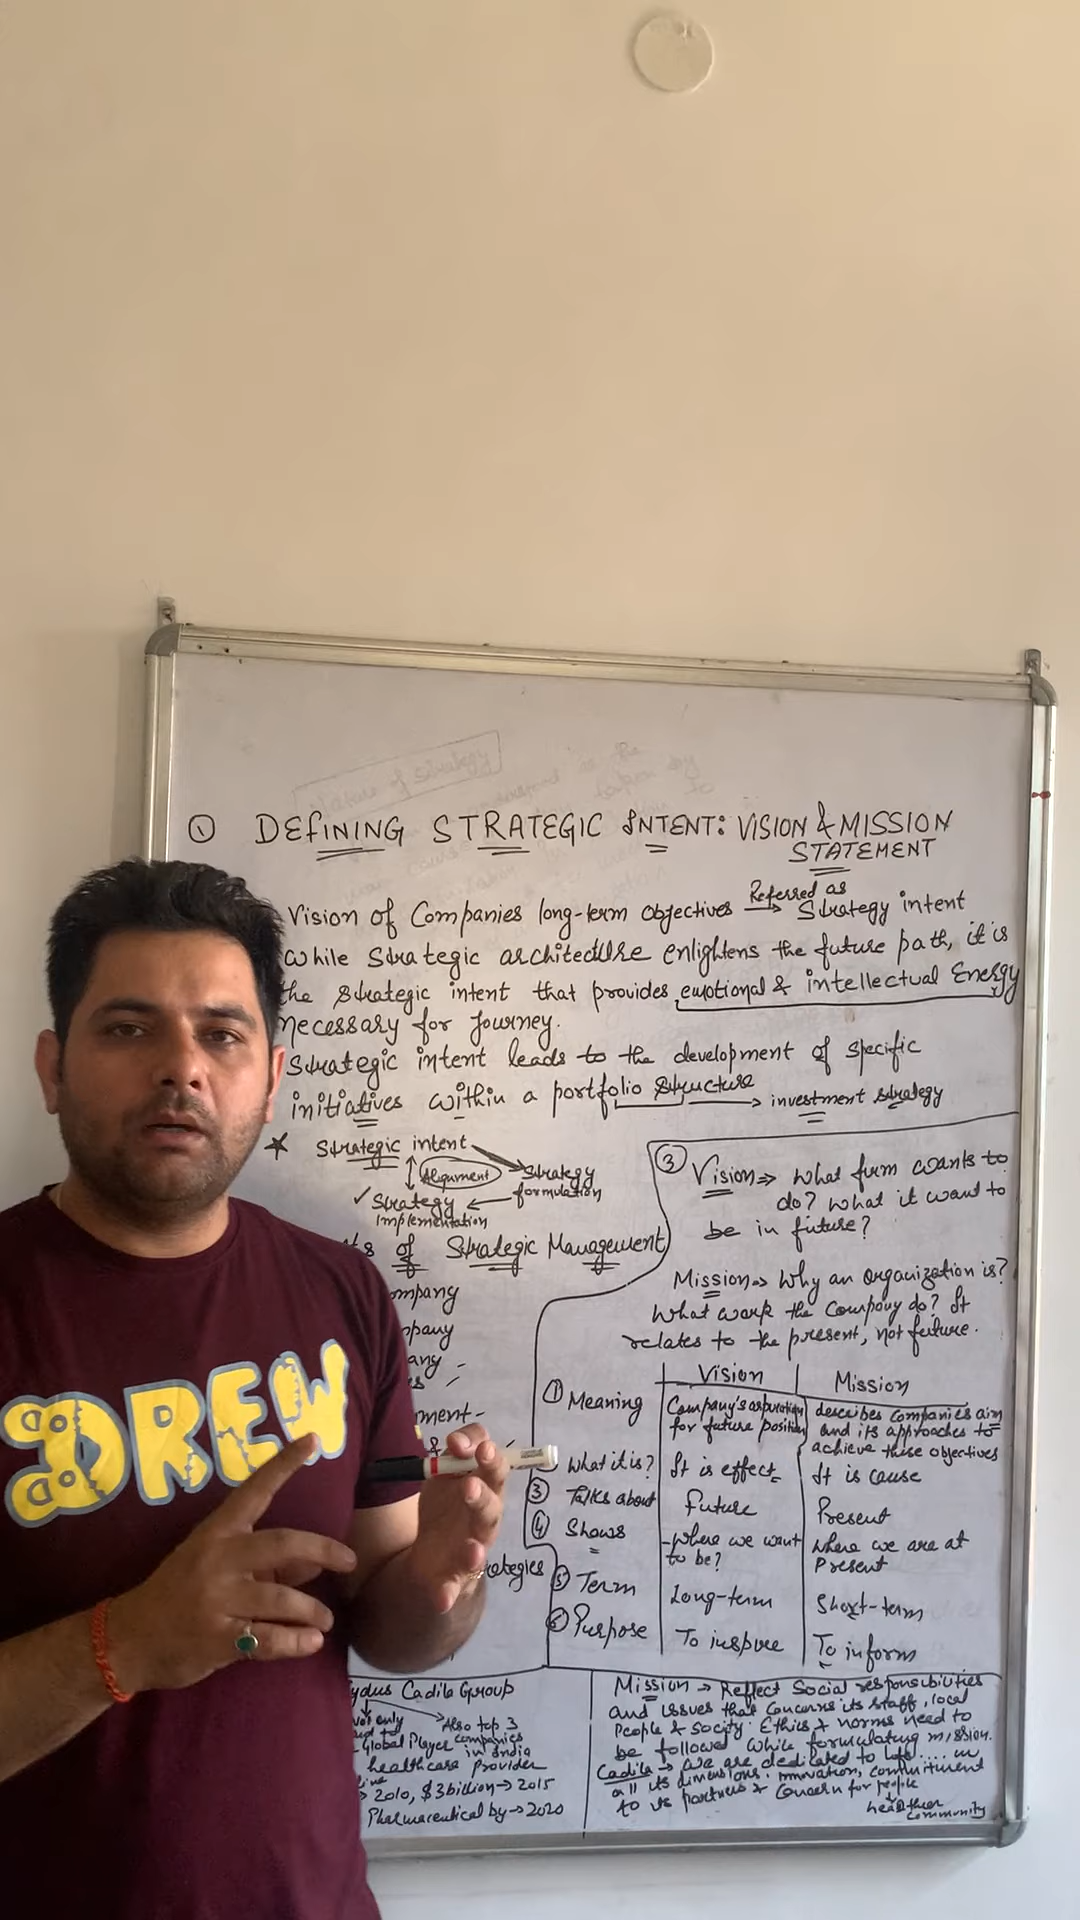 ① DEFINING STRATEGIC INTENT: VISION & MISSION
STATEMENT
Vision of Companies long-term objectives Referred as → Strategy intent
while Strategic architecture enlightens the future path, it is
the strategic intent that provides emotional & intellectual Energy
necessary for Journey.
Strategic intent leads to the development of specific
initiatives within a portfolio structure → investment strategy
★ Strategic intent
Alignment
Strategy
formulation
✓ Strategy
implementation
of Strategic Management
ompany
pany
any
ment-
&
rategies
③ Vision ⇒ What firm wants to
do? What it want to
be in future?
Mission ⇒ Why an organization is?
What work the company do? It
relates to the present, not future.
Vision Mission
① Meaning Company's aspiration describes companies aim
for future position and its approaches to
achieve these objectives
What it is? It is effect It is cause
③ Talks about Future Present
④ Shows -Where we want Where we are at
to be? Present
⑤ Term Long-term Short-term
⑥ Purpose To inspire To inform
ydus Cadila Group
Not only
Also top 3
Global Player companies
in India
healthcare provider
2010, $3billion → 2015
Pharmaceutical by → 2020
Mission → Reflect Social responsibilities
and issues that concerns its staff, local
People & socity. Ethics & norms need to
be followed while formulating mission.
Cadila → We are dedicated to life.... in
all its dimensions. innovation, commitment
to its partners & Concern for people
healthier
community
DREW